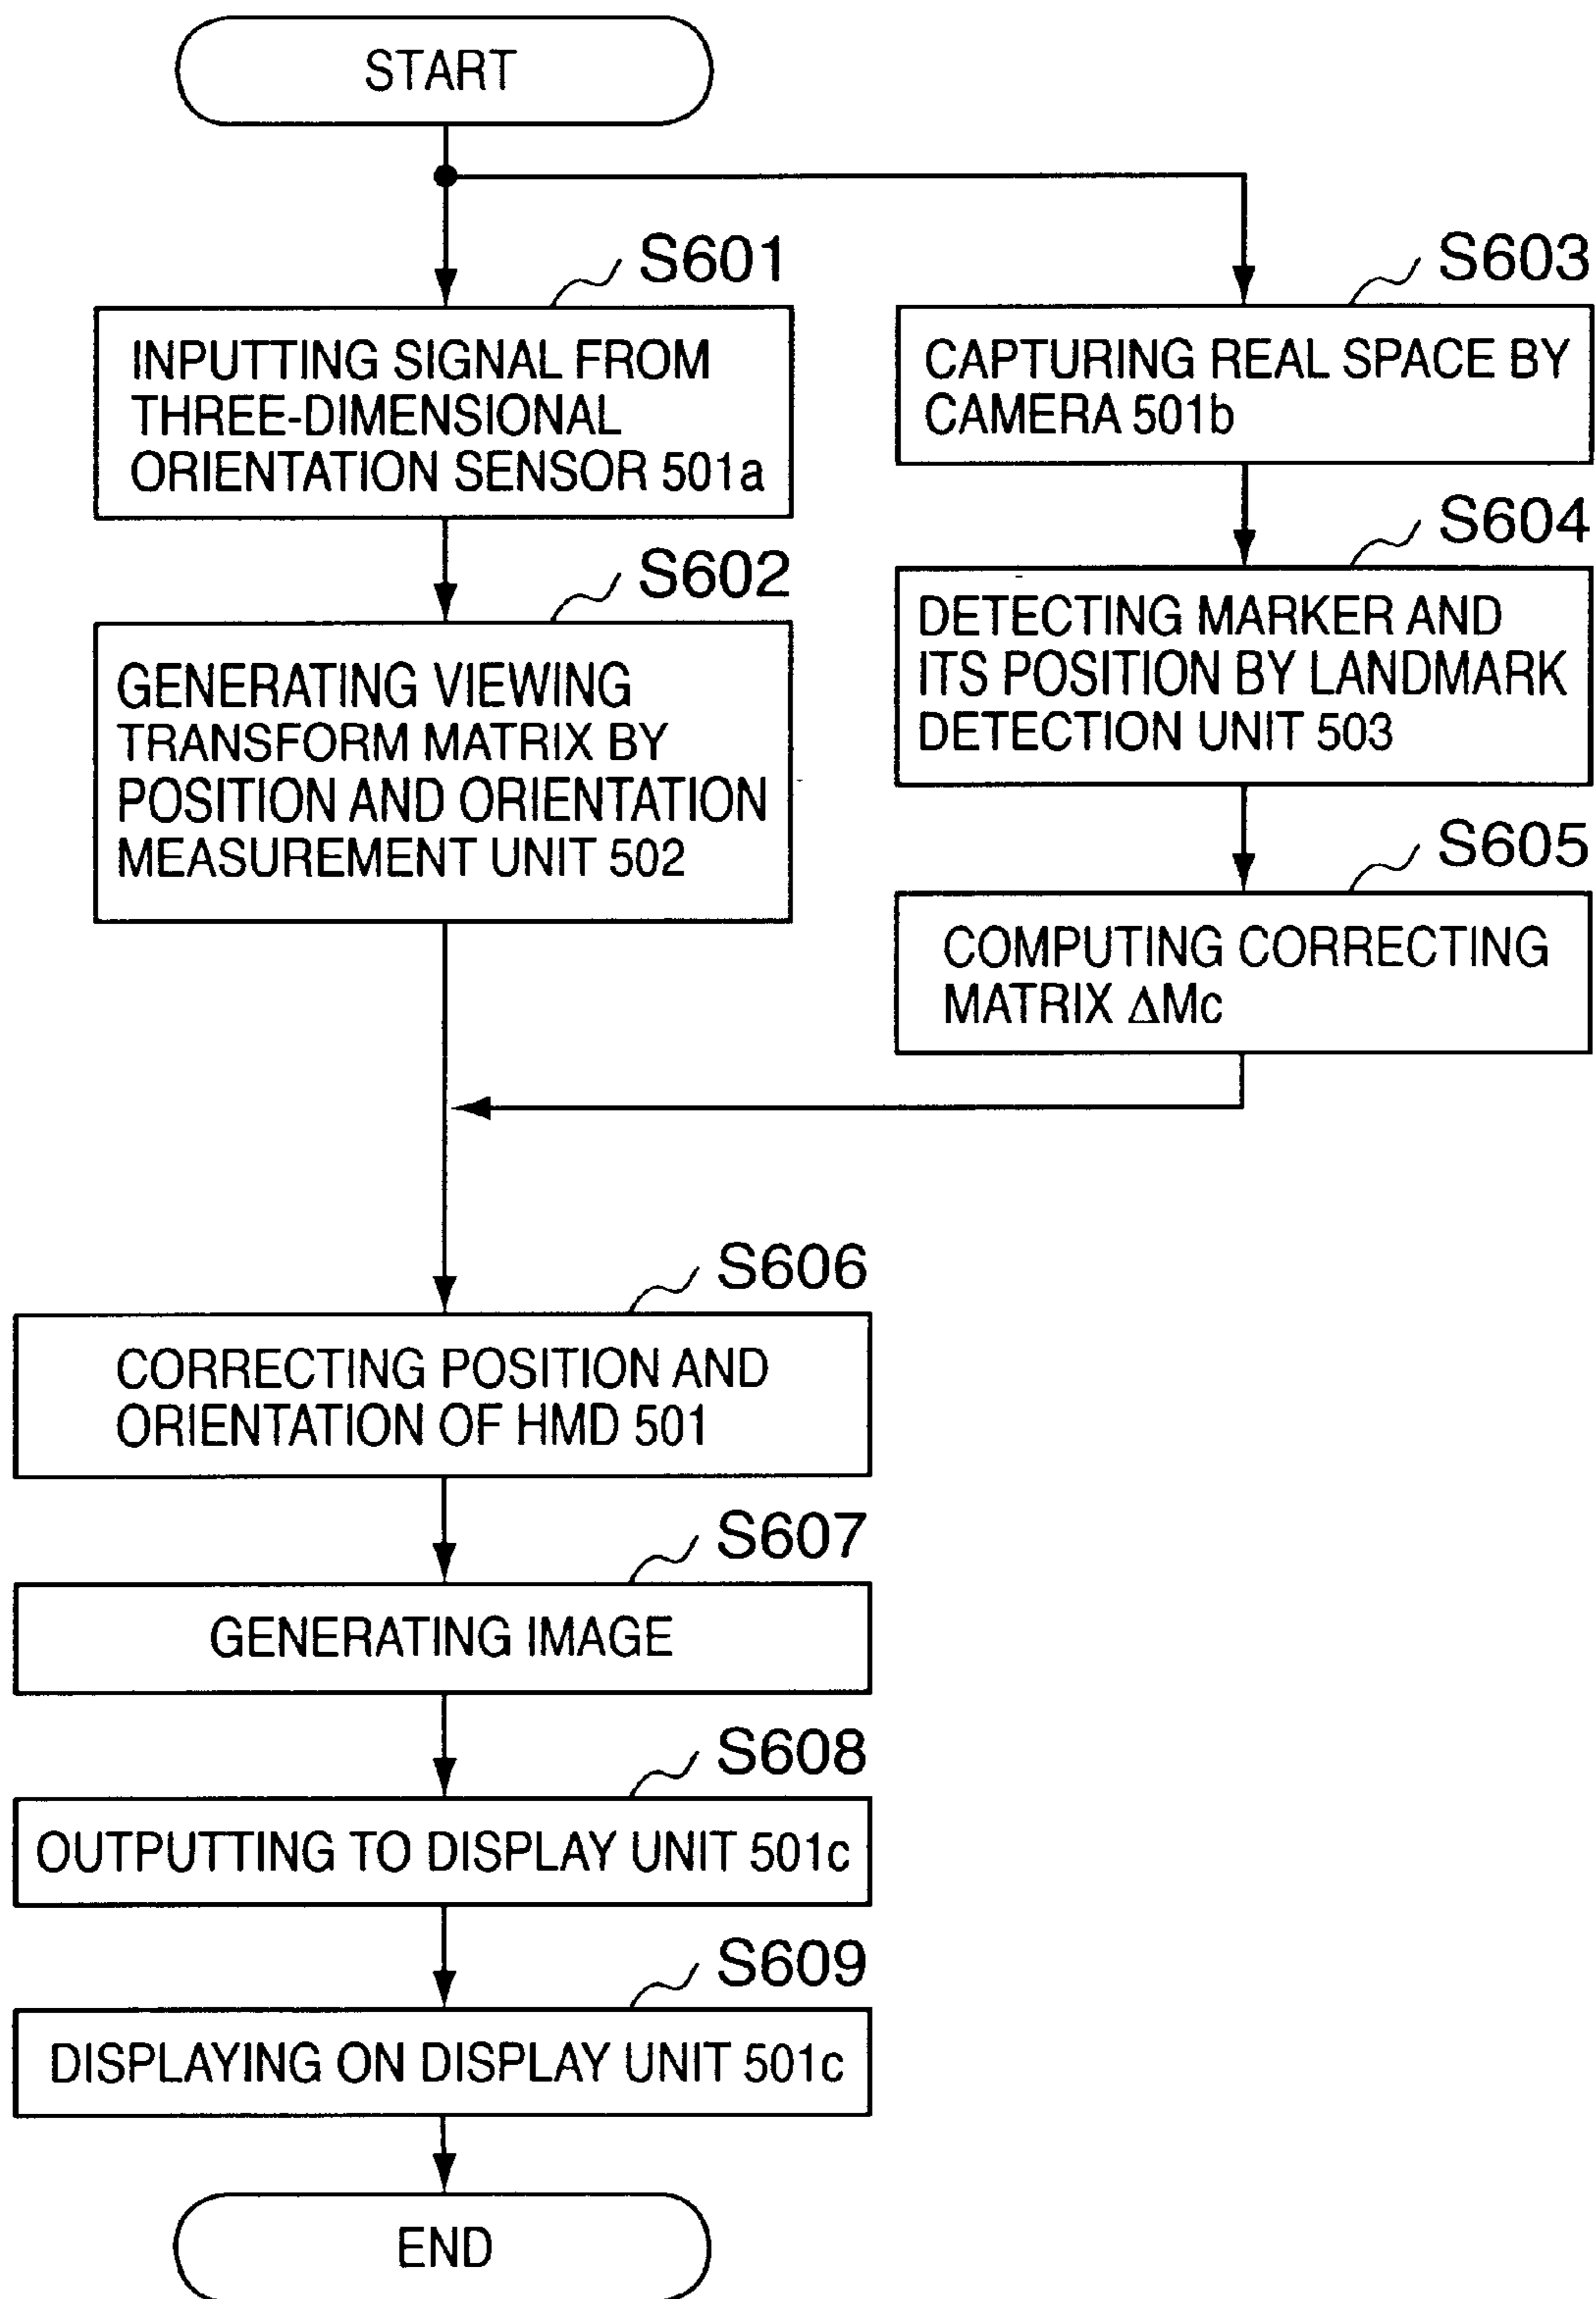 START
S601
INPUTTING SIGNAL FROM
THREE-DIMENSIONAL
ORIENTATION SENSOR 501a
S602
GENERATING VIEWING
TRANSFORM MATRIX BY
POSITION AND ORIENTATION
MEASUREMENT UNIT 502
S603
CAPTURING REAL SPACE BY
CAMERA 501b
S604
DETECTING MARKER AND
ITS POSITION BY LANDMARK
DETECTION UNIT 503
S605
COMPUTING CORRECTING
MATRIX ΔMc
S606
CORRECTING POSITION AND
ORIENTATION OF HMD 501
S607
GENERATING IMAGE
S608
OUTPUTTING TO DISPLAY UNIT 501c
S609
DISPLAYING ON DISPLAY UNIT 501c
END